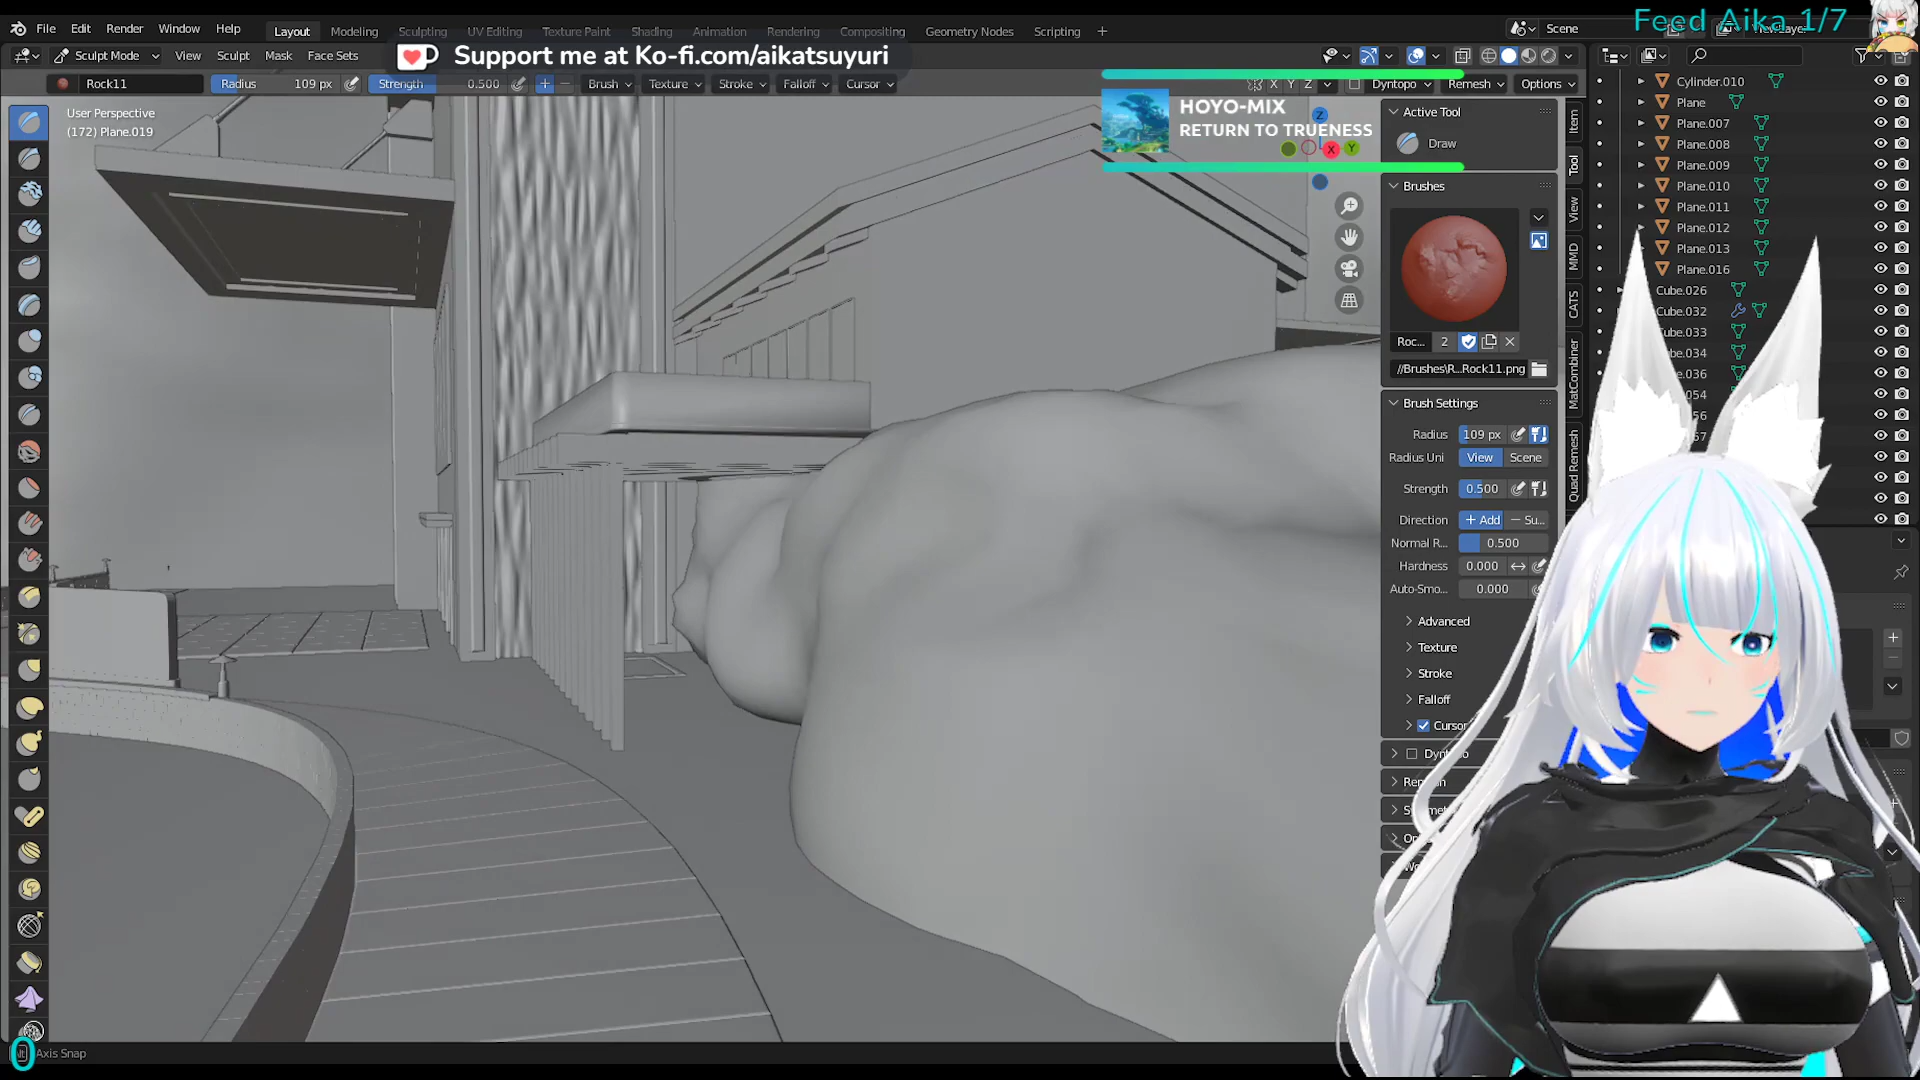 File Edit Render Window Help Layout Modeling Sculpting UV Editing Texture Paint Shading Animation Rendering Compositing Geometry Nodes Scripting + Scene
Feed Aika 1/7
Sculpt Mode View Sculpt Mask Face Sets
Support me at Ko-fi.com/aikatsuyuri
Rock11 Radius 109 px Strength 0.500 Brush Texture Stroke Falloff Cursor X Y Z Dyntopo Remesh Options
User Perspective
(172) Plane.019
HOYO-MIX
RETURN TO TRUENESS
Z
X Y
Active Tool
Draw
Brushes
Roc... 2
//Brushes\R...Rock11.png
Brush Settings
Radius 109 px
Radius Uni View Scene
Strength 0.500
Direction + Add − Su...
Normal R... 0.500
Hardness 0.000
Auto-Smo... 0.000
Advanced
Texture
Stroke
Falloff
Cursor
Item
Tool
View
MMD
CATS
MatCombiner
Quad Remesh
Cylinder.010
Plane
Plane.007
Plane.008
Plane.009
Plane.010
Plane.011
Plane.012
Plane.013
Plane.016
Cube.026
Cube.032
Cube.033
0
Axis Snap